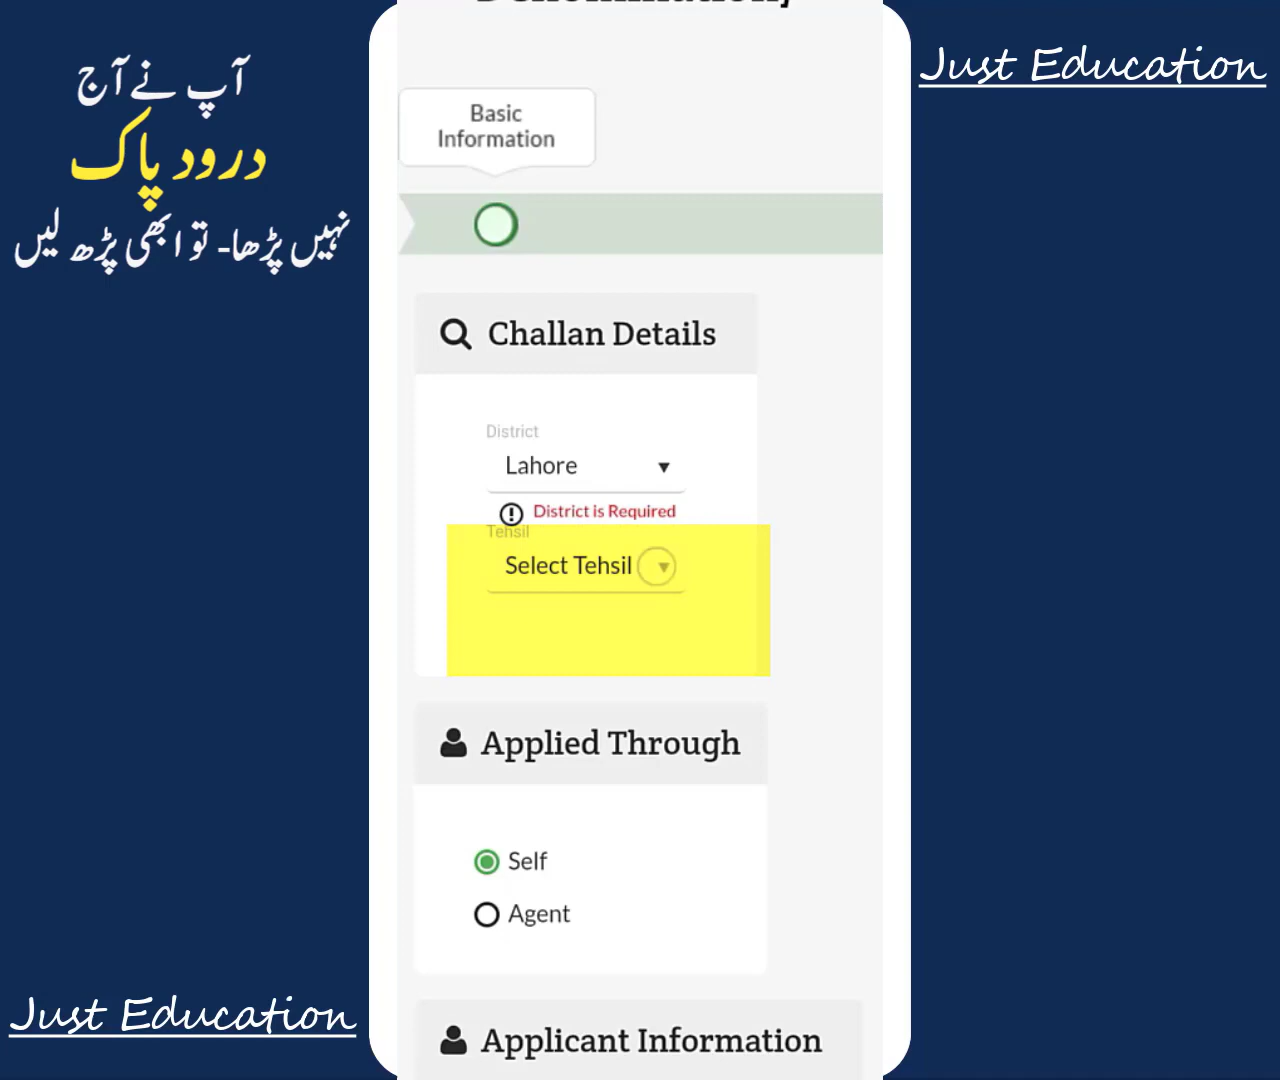 آپ نے آج
درود پاک
نہیں پڑھا- تو ابھی پڑھ لیں
Just Education
Basic
Information
Challan Details
District
Lahore
District is Required
Tehsil
Select Tehsil
Applied Through
Self
Agent
Applicant Information
Just Education